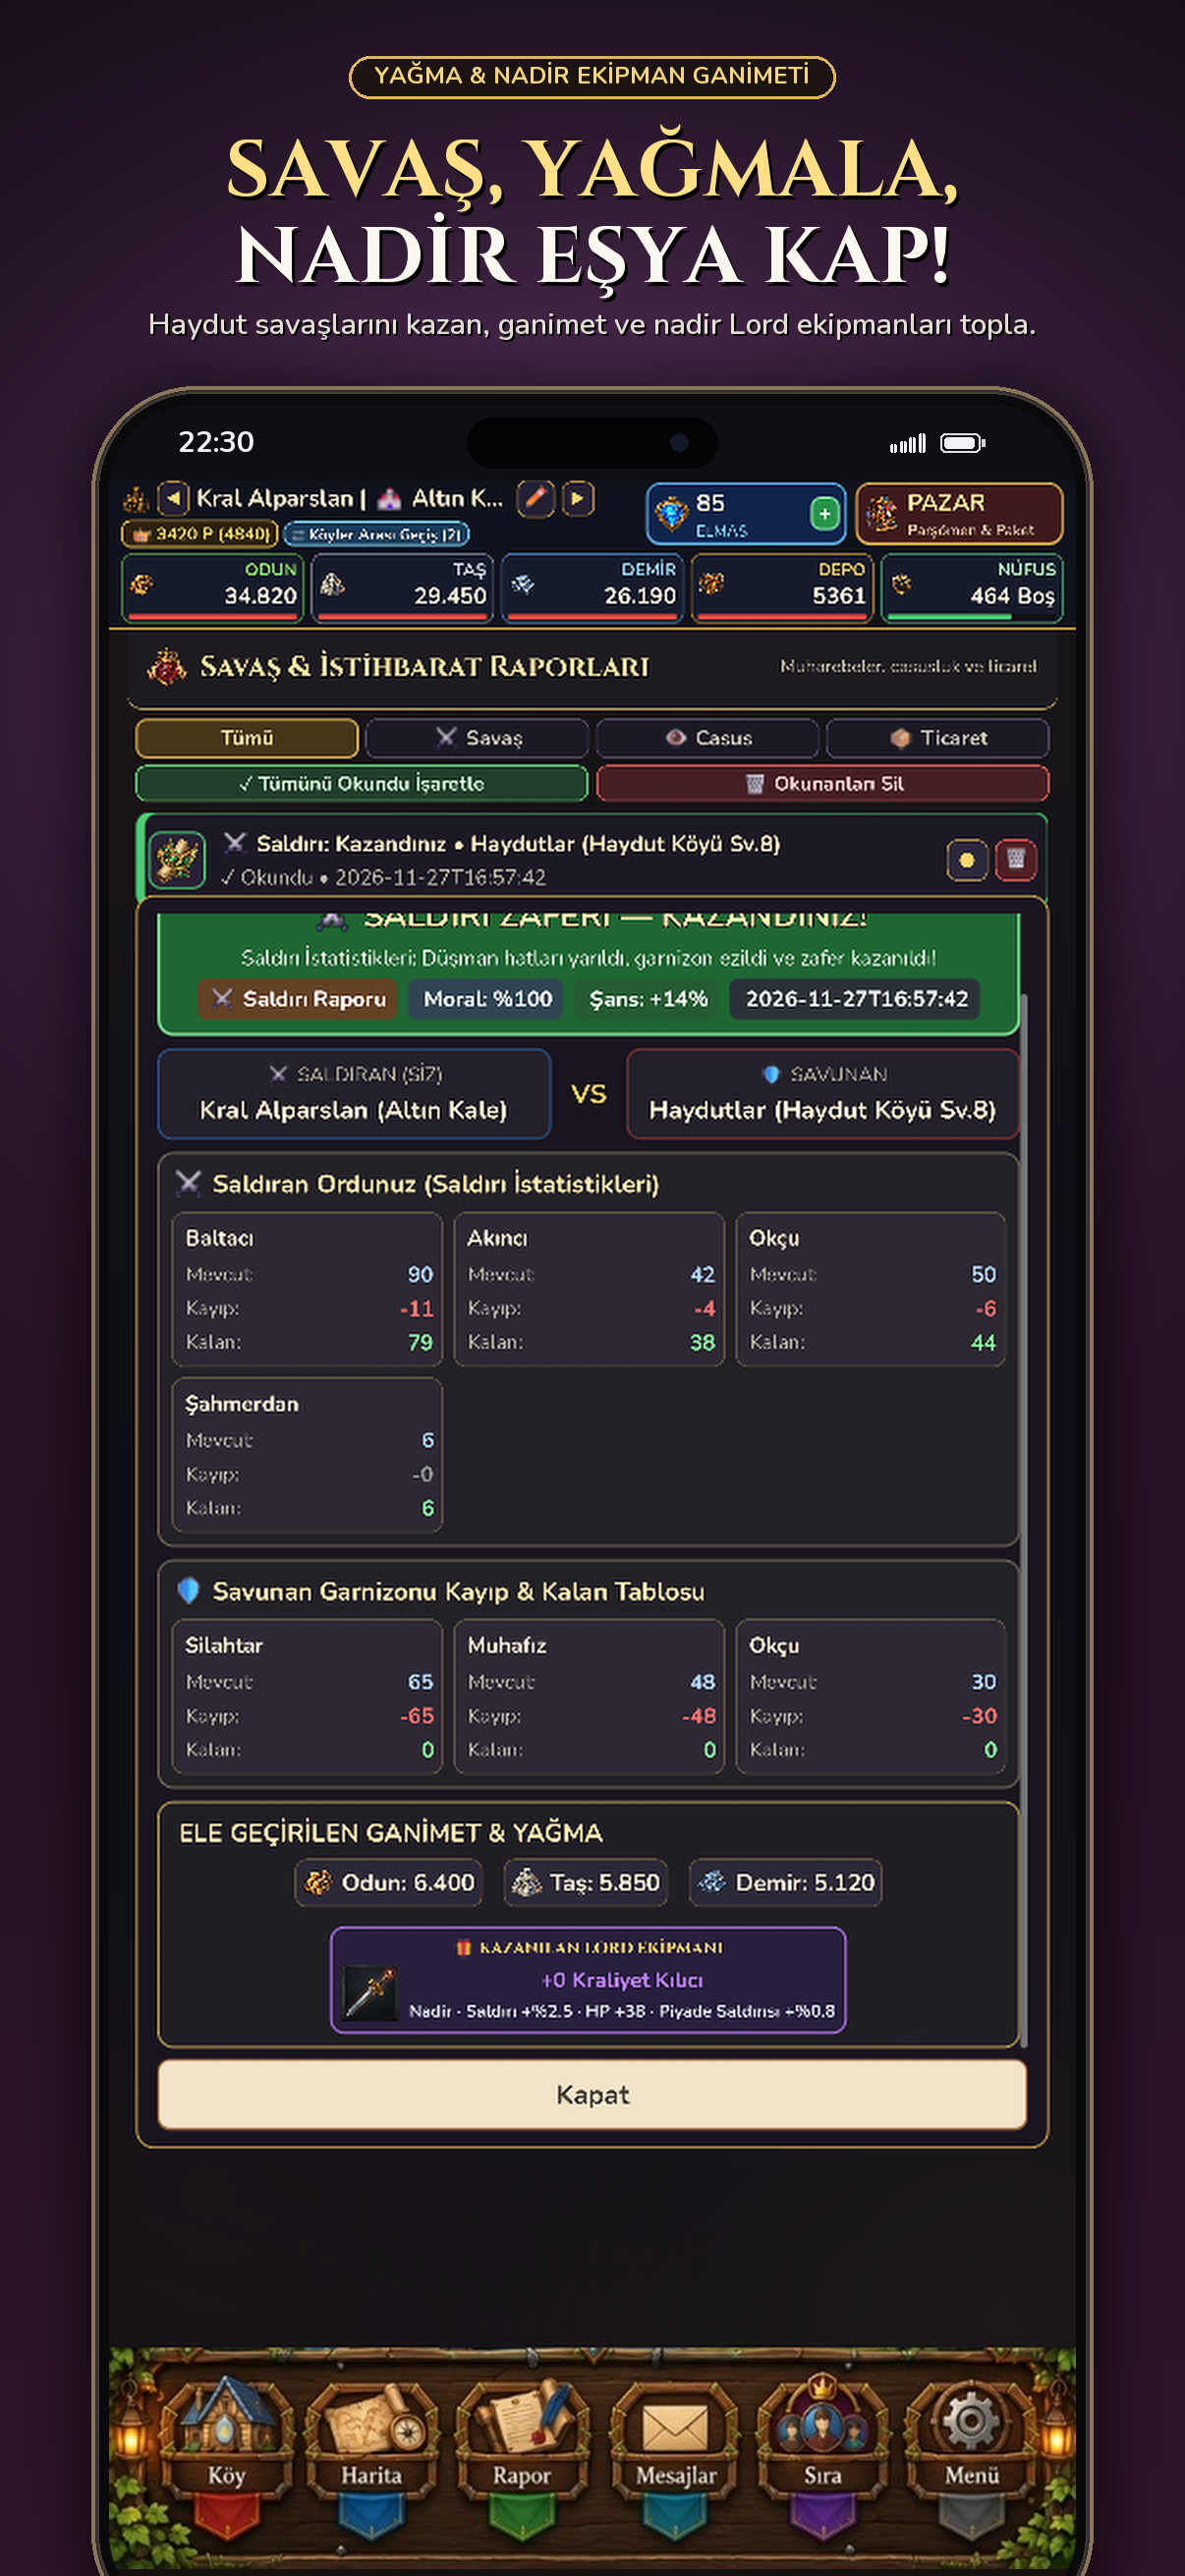 YAĞMA & NADİR EKİPMAN GANİMETİ
SAVAŞ, YAĞMALA,
NADİR EŞYA KAP!
Haydut savaşlarını kazan, ganimet ve nadir Lord ekipmanları topla.
22:30
Kral Alparslan | Altın K...
85
ELMAS
+
PAZAR
Parşömen & Paket
3420 P (4840)
Köyler Arası Geçiş (2)
ODUN
34.820
TAŞ
29.450
DEMİR
26.190
DEPO
5361
NÜFUS
464 Boş
SAVAŞ & İSTİHBARAT RAPORLARI
Muharebeler, casusluk ve ticaret
Tümü
Savaş
Casus
Ticaret
✓ Tümünü Okundu İşaretle
Okunanları Sil
Saldırı: Kazandınız • Haydutlar (Haydut Köyü Sv.8)
✓ Okundu • 2026-11-27T16:57:42
SALDIRI ZAFERİ — KAZANDINIZ!
Saldırı İstatistikleri: Düşman hatları yarıldı, garnizon ezildi ve zafer kazanıldı!
Saldırı Raporu
Moral: %100
Şans: +14%
2026-11-27T16:57:42
SALDIRAN (SİZ)
Kral Alparslan (Altın Kale)
VS
SAVUNAN
Haydutlar (Haydut Köyü Sv.8)
Saldıran Ordunuz (Saldırı İstatistikleri)
Baltacı
Mevcut: 90
Kayıp: -11
Kalan: 79
Akıncı
Mevcut: 42
Kayıp: -4
Kalan: 38
Okçu
Mevcut: 50
Kayıp: -6
Kalan: 44
Şahmerdan
Mevcut: 6
Kayıp: -0
Kalan: 6
Savunan Garnizonu Kayıp & Kalan Tablosu
Silahtar
Mevcut: 65
Kayıp: -65
Kalan: 0
Muhafız
Mevcut: 48
Kayıp: -48
Kalan: 0
Okçu
Mevcut: 30
Kayıp: -30
Kalan: 0
ELE GEÇİRİLEN GANİMET & YAĞMA
Odun: 6.400
Taş: 5.850
Demir: 5.120
KAZANILAN LORD EKİPMANI
+0 Kraliyet Kılıcı
Nadir · Saldırı +%2.5 · HP +38 · Piyade Saldırısı +%0.8
Kapat
Köy
Harita
Rapor
Mesajlar
Sıra
Menü